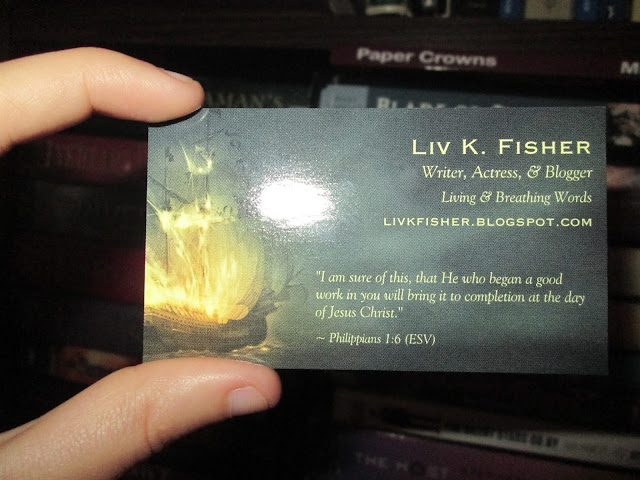 Paper Crowns
Liv K. Fisher
Writer, Actress, & Blogger
Living & Breathing Words
livkfisher.blogspot.com
"I am sure of this, that He who began a good
work in you will bring it to completion at the day
of Jesus Christ."
~ Philippians 1:6 (ESV)